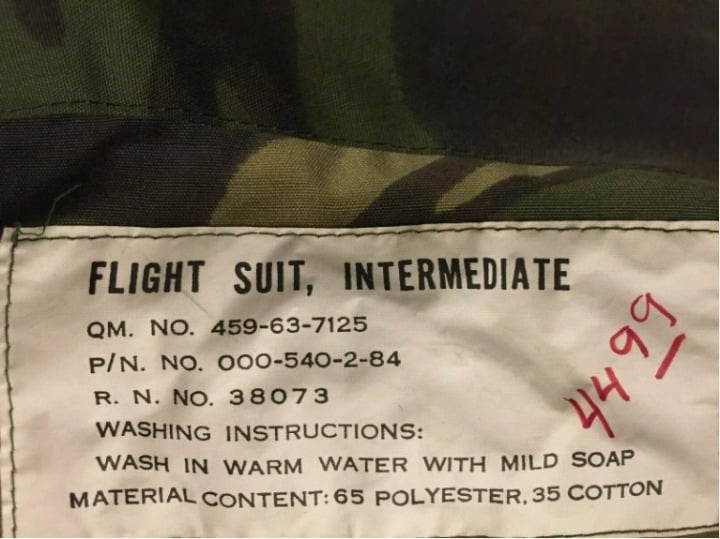 FLIGHT SUIT, INTERMEDIATE
QM. NO. 459-63-7125
P/N. NO. 000-540-2-84
R. N. NO. 38073
WASHING INSTRUCTIONS:
WASH IN WARM WATER WITH MILD SOAP
MATERIAL CONTENT: 65 POLYESTER, 35 COTTON
4499